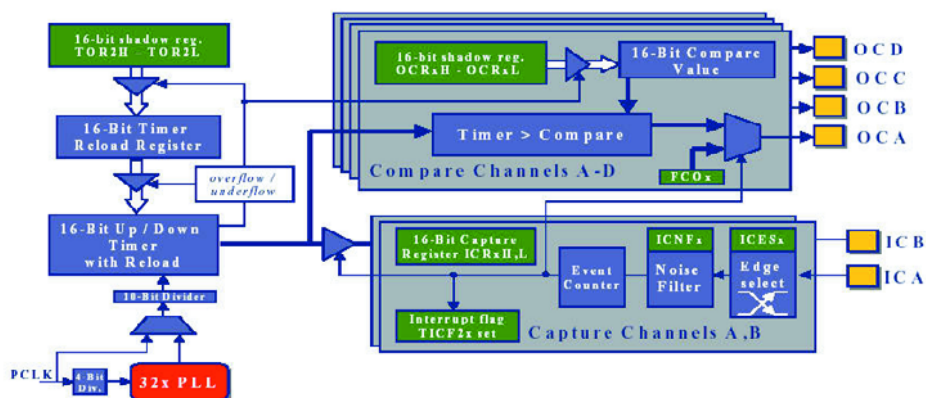 16-bit shadow reg.
TOR2H - TOR2L
16-Bit Timer
Reload Register
overflow /
underflow
16-Bit Up / Down
Timer
with Reload
10-Bit Divider
PCLK
4-Bit
Div.
32x PLL
16-bit shadow reg.
OCRxH - OCRxL
16-Bit Compare
Value
Timer > Compare
FCOx
Compare Channels A-D
OCD
OCC
OCB
OCA
16-Bit Capture
Register ICRxH,L
Interrupt flag
TICF2x set
Event
Counter
ICNFx
Noise
Filter
ICESx
Edge
select
Capture Channels A,B
ICB
ICA